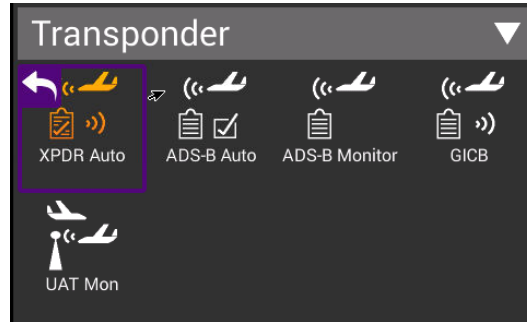 Transponder
XPDR Auto
ADS-B Auto
ADS-B Monitor
GICB
UAT Mon